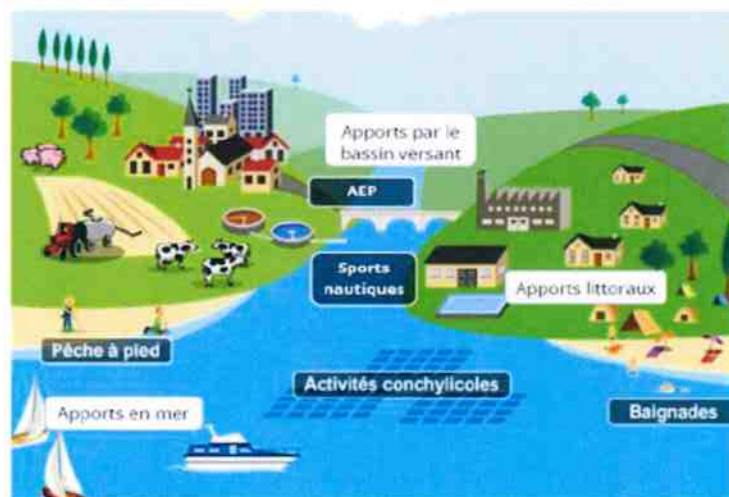 Apports par le
bassin versant
AEP
Sports
nautiques
Apports littoraux
Pêche à pied
Activités conchylicoles
Apports en mer
Baignades